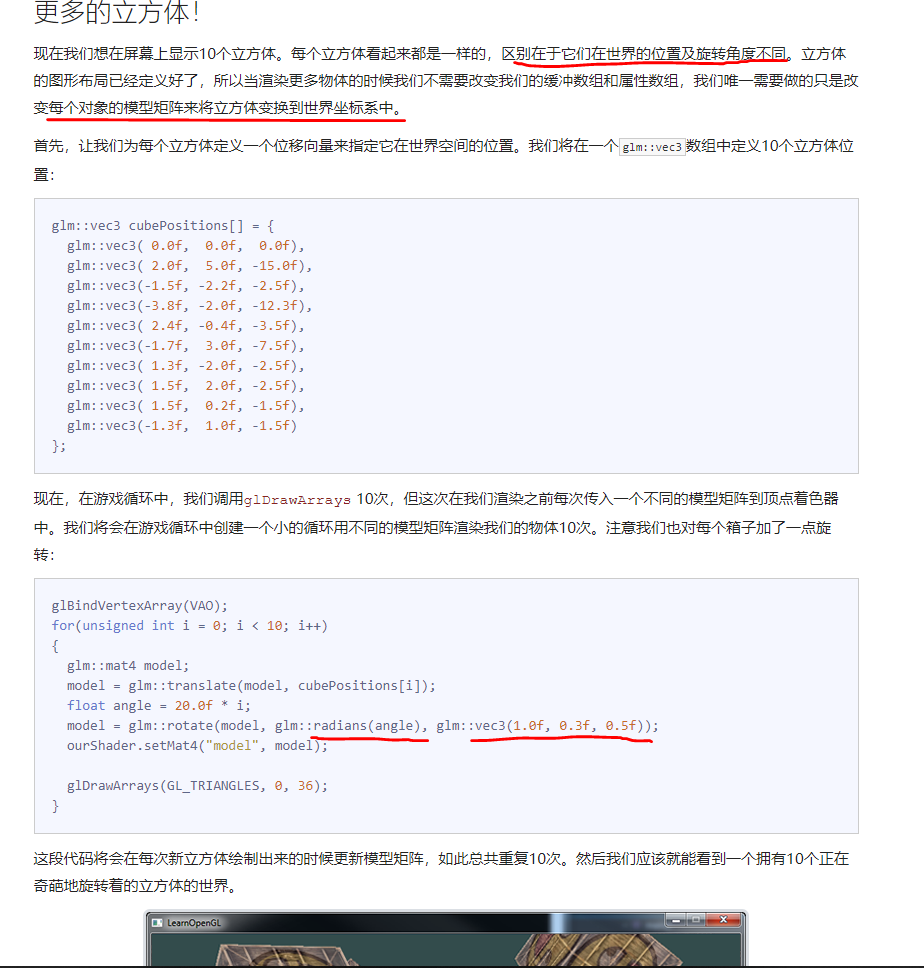 更多的立方体！
现在我们想在屏幕上显示10个立方体。每个立方体看起来都是一样的，区别在于它们在世界的位置及旋转角度不同。立方体
的图形布局已经定义好了，所以当渲染更多物体的时候我们不需要改变我们的缓冲数组和属性数组，我们唯一需要做的只是改
变每个对象的模型矩阵来将立方体变换到世界坐标系中。
首先，让我们为每个立方体定义一个位移向量来指定它在世界空间的位置。我们将在一个glm::vec3数组中定义10个立方体位
置：
glm::vec3 cubePositions[] = {
  glm::vec3( 0.0f,  0.0f,  0.0f),
  glm::vec3( 2.0f,  5.0f, -15.0f),
  glm::vec3(-1.5f, -2.2f, -2.5f),
  glm::vec3(-3.8f, -2.0f, -12.3f),
  glm::vec3( 2.4f, -0.4f, -3.5f),
  glm::vec3(-1.7f,  3.0f, -7.5f),
  glm::vec3( 1.3f, -2.0f, -2.5f),
  glm::vec3( 1.5f,  2.0f, -2.5f),
  glm::vec3( 1.5f,  0.2f, -1.5f),
  glm::vec3(-1.3f,  1.0f, -1.5f)
};
现在，在游戏循环中，我们调用glDrawArrays 10次，但这次在我们渲染之前每次传入一个不同的模型矩阵到顶点着色器
中。我们将会在游戏循环中创建一个小的循环用不同的模型矩阵渲染我们的物体10次。注意我们也对每个箱子加了一点旋
转：
glBindVertexArray(VAO);
for(unsigned int i = 0; i < 10; i++)
{
  glm::mat4 model;
  model = glm::translate(model, cubePositions[i]);
  float angle = 20.0f * i;
  model = glm::rotate(model, glm::radians(angle), glm::vec3(1.0f, 0.3f, 0.5f));
  ourShader.setMat4("model", model);
  glDrawArrays(GL_TRIANGLES, 0, 36);
}
这段代码将会在每次新立方体绘制出来的时候更新模型矩阵，如此总共重复10次。然后我们应该就能看到一个拥有10个正在
奇葩地旋转着的立方体的世界。
LearnOpenGL